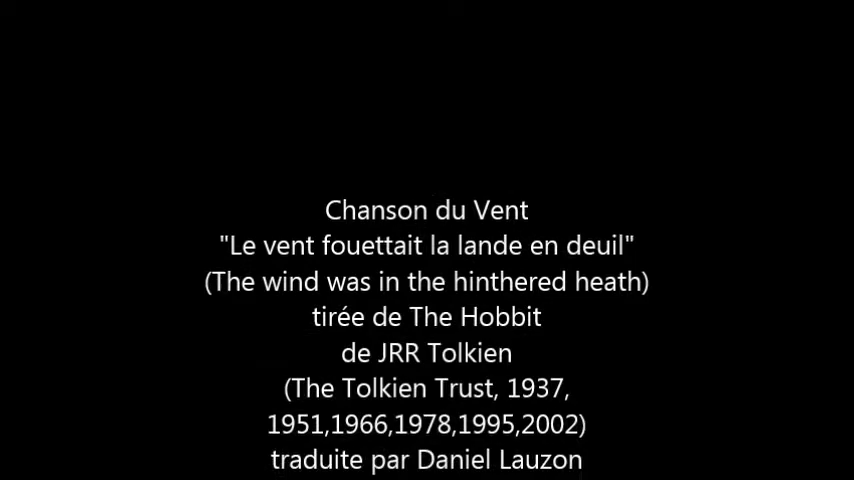 Chanson du Vent
"Le vent fouettait la lande en deuil"
(The wind was in the hinthered heath)
tirée de The Hobbit
de JRR Tolkien
(The Tolkien Trust, 1937,
1951,1966,1978,1995,2002)
traduite par Daniel Lauzon